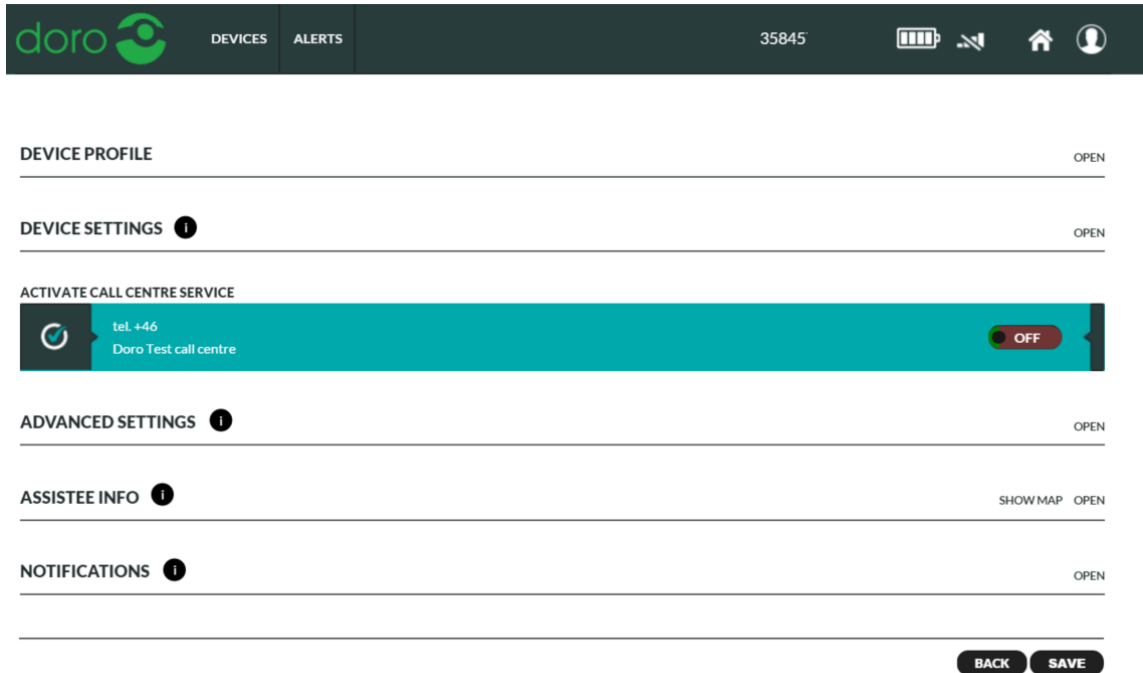 doro DEVICES ALERTS 35845
DEVICE PROFILE OPEN
DEVICE SETTINGS i OPEN
ACTIVATE CALL CENTRE SERVICE
tel. +46
Doro Test call centre
OFF
ADVANCED SETTINGS i OPEN
ASSISTEE INFO i SHOW MAP OPEN
NOTIFICATIONS i OPEN
BACK SAVE